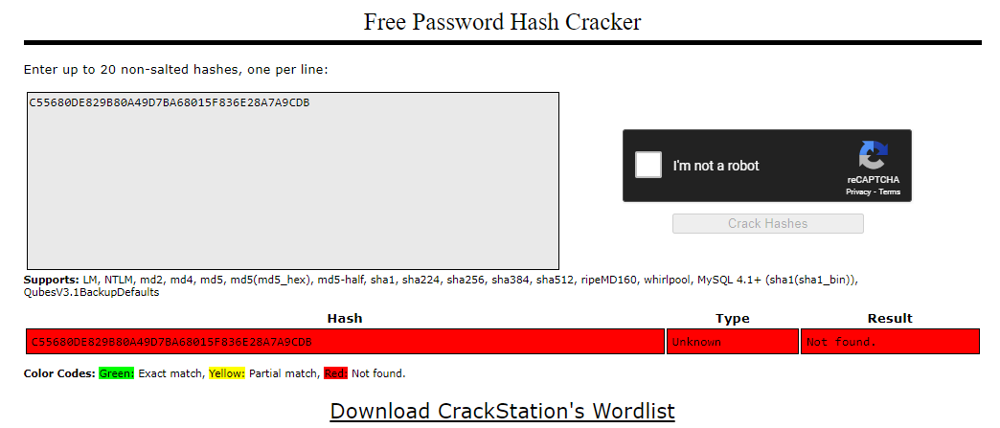 Free Password Hash Cracker
Enter up to 20 non-salted hashes, one per line:
C55680DE829B80A49D7BA68015F836E28A7A9CDB
I'm not a robot
reCAPTCHA
Privacy - Terms
Crack Hashes
Supports: LM, NTLM, md2, md4, md5, md5(md5_hex), md5-half, sha1, sha224, sha256, sha384, sha512, ripeMD160, whirlpool, MySQL 4.1+ (sha1(sha1_bin)),
QubesV3.1BackupDefaults
Hash Type Result
C55680DE829B80A49D7BA68015F836E28A7A9CDB Unknown Not found.
Color Codes: Green: Exact match, Yellow: Partial match, Red: Not found.
Download CrackStation's Wordlist